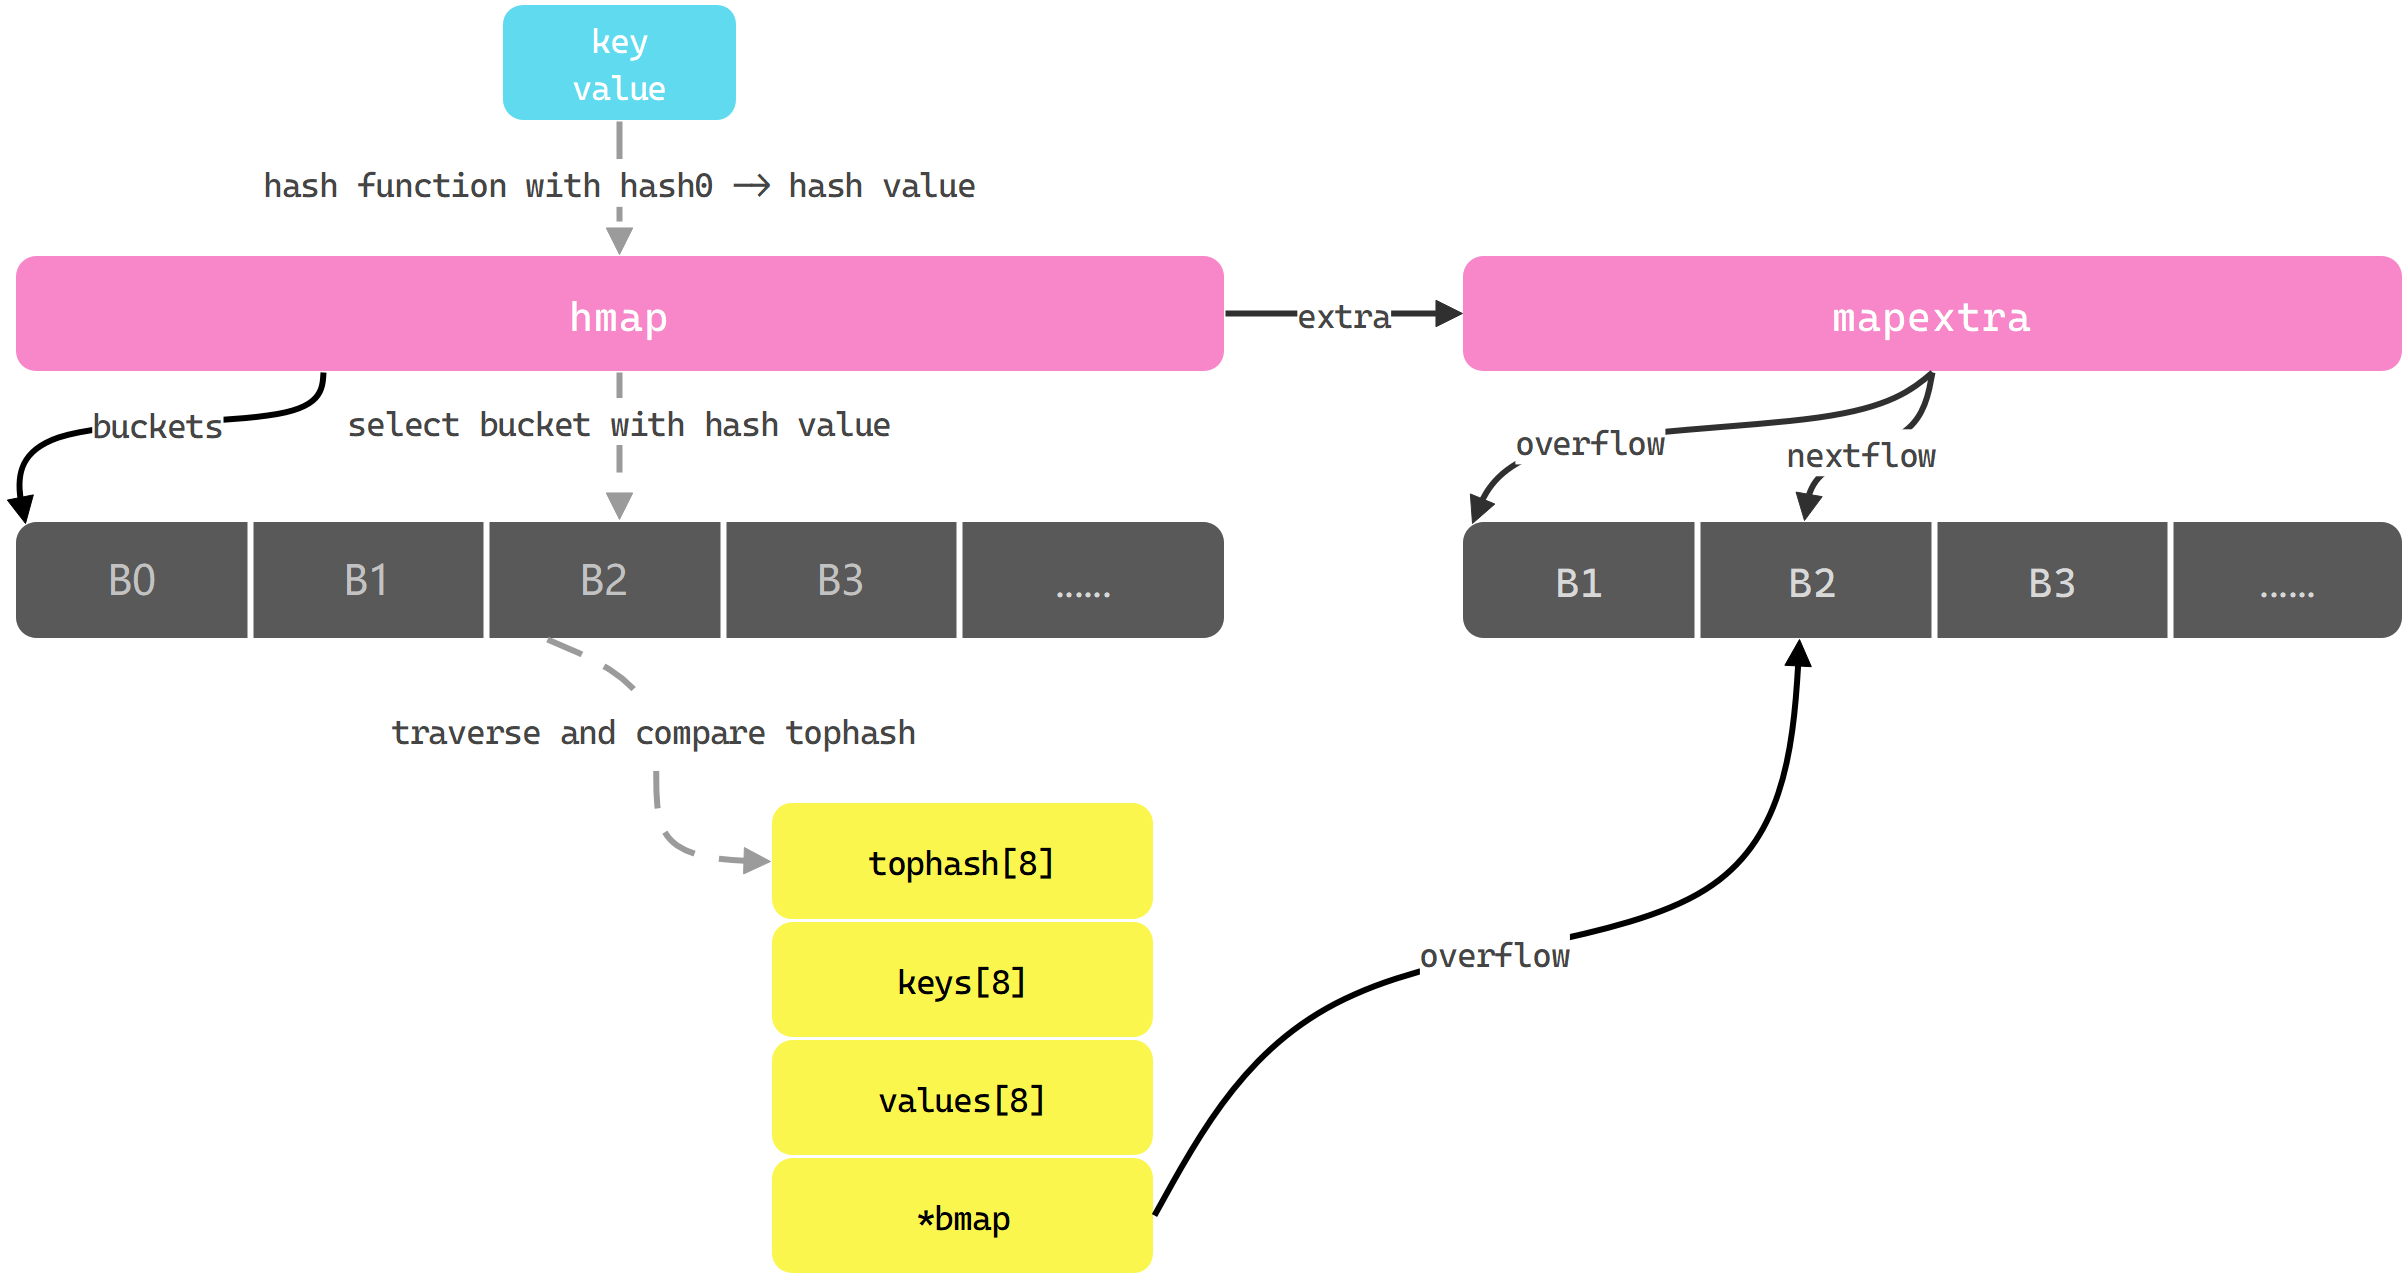 key
value
hash function with hash0 —> hash value
hmap
extra
mapextra
buckets
select bucket with hash value
overflow
nextflow
B0
B1
B2
B3
......
B1
B2
B3
......
traverse and compare tophash
tophash[8]
keys[8]
overflow
values[8]
*bmap